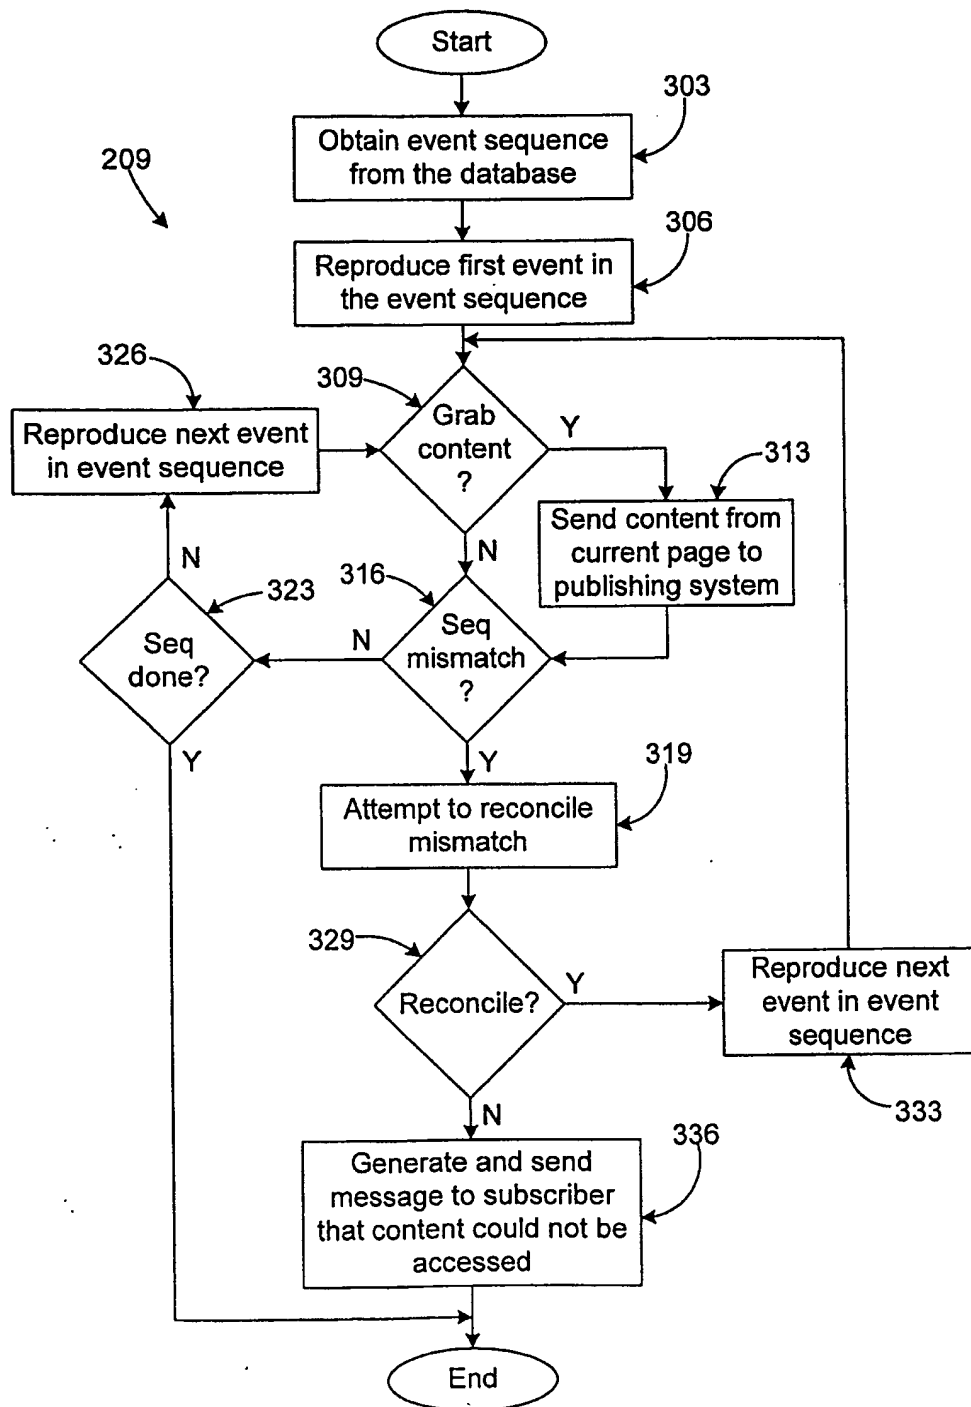 Start
303
Obtain event sequence
from the database
209
306
Reproduce first event in
the event sequence
326
309
Grab
content
?
Y
Reproduce next event
in event sequence
313
Send content from
current page to
publishing system
N
N
316
323
Seq
mismatch
?
N
Seq
done?
Y
Y
319
Attempt to reconcile
mismatch
329
Reconcile?
Y
Reproduce next
event in event
sequence
333
N
336
Generate and send
message to subscriber
that content could not be
accessed
End